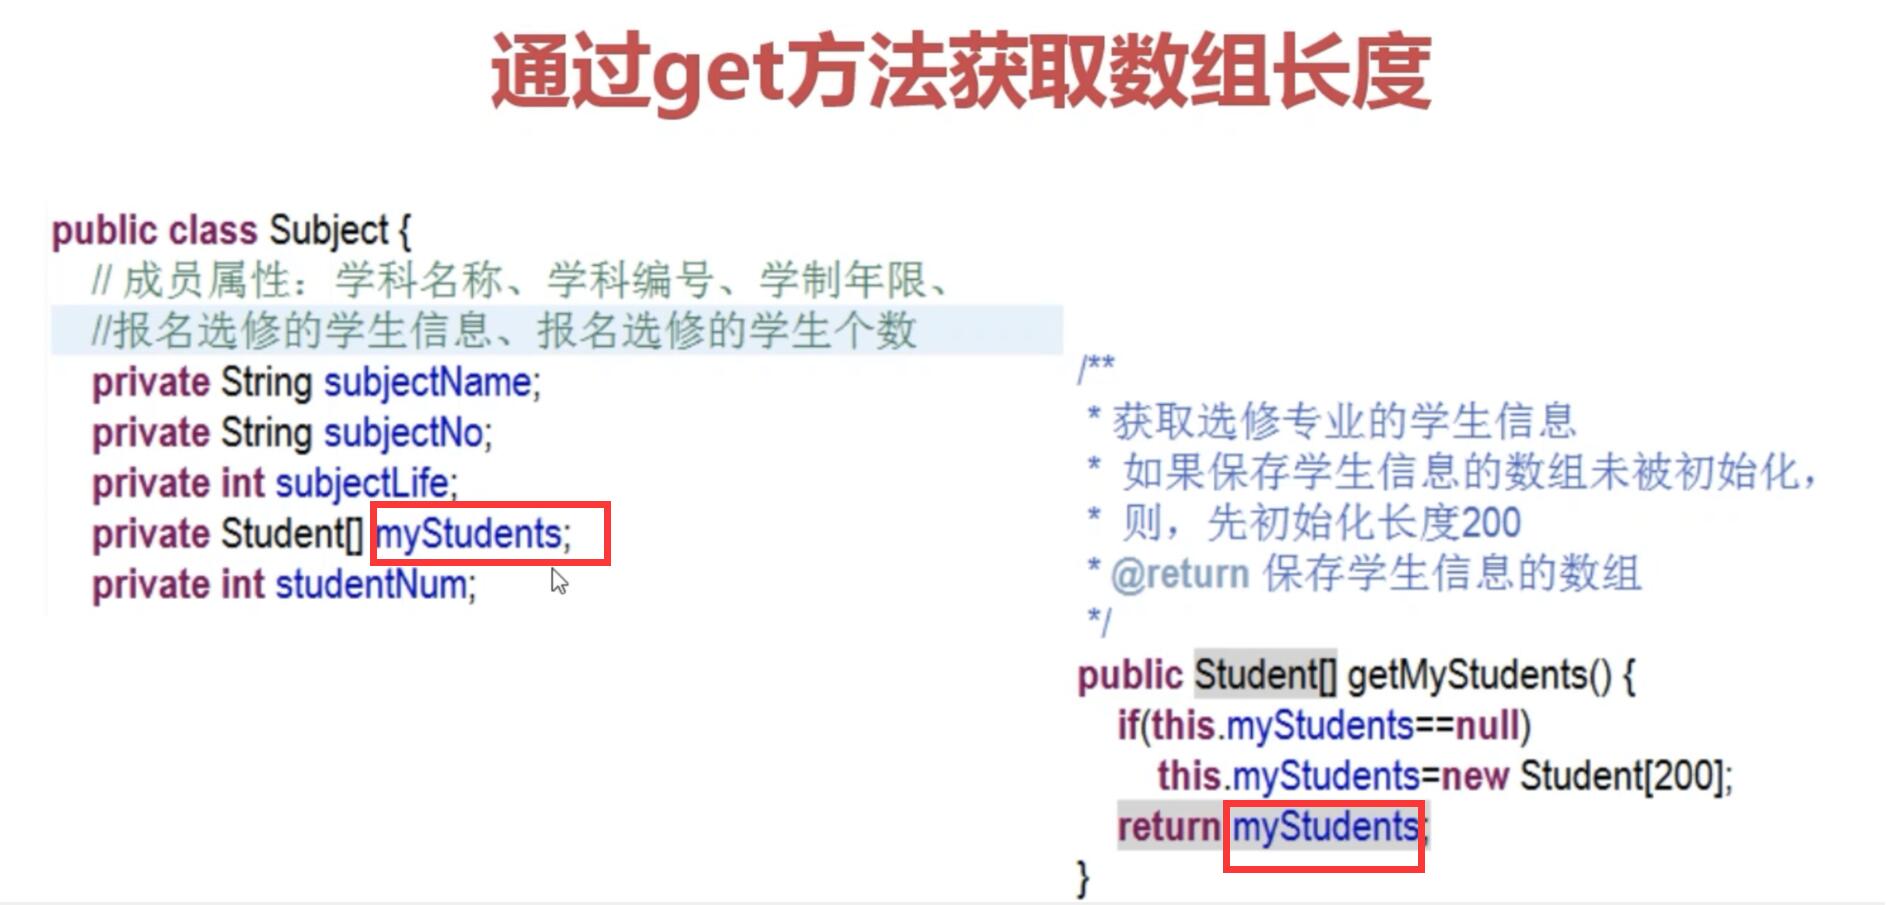 通过get方法获取数组长度
public class Subject {
// 成员属性：学科名称、学科编号、学制年限、
//报名选修的学生信息、报名选修的学生个数
private String subjectName;
private String subjectNo;
private int subjectLife;
private Student[] myStudents;
private int studentNum;
/**
* 获取选修专业的学生信息
* 如果保存学生信息的数组未被初始化，
* 则，先初始化长度200
* @return 保存学生信息的数组
*/
public Student[] getMyStudents() {
if(this.myStudents==null)
this.myStudents=new Student[200];
return myStudents;
}